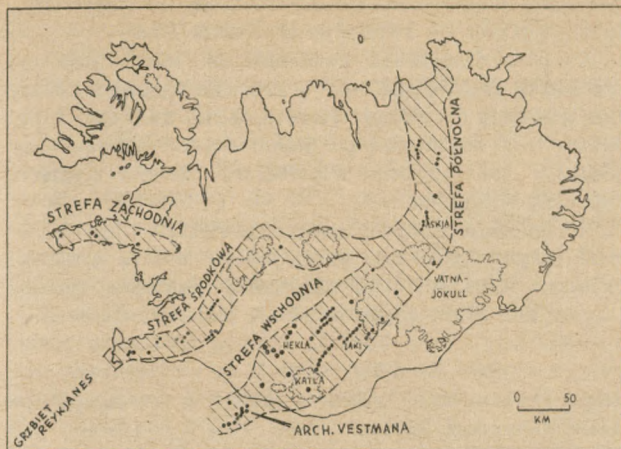 STREFA ZACHODNIA
STREFA ŚRODKOWA
STREFA WSCHODNIA
STREFA PÓŁNOCNA
ASKJA
VATNA-
JÖKULL
HEKLA
LAKI
KATLA
GRZBIET
REYKJANES
ARCH. VESTMANA
0 50
KM